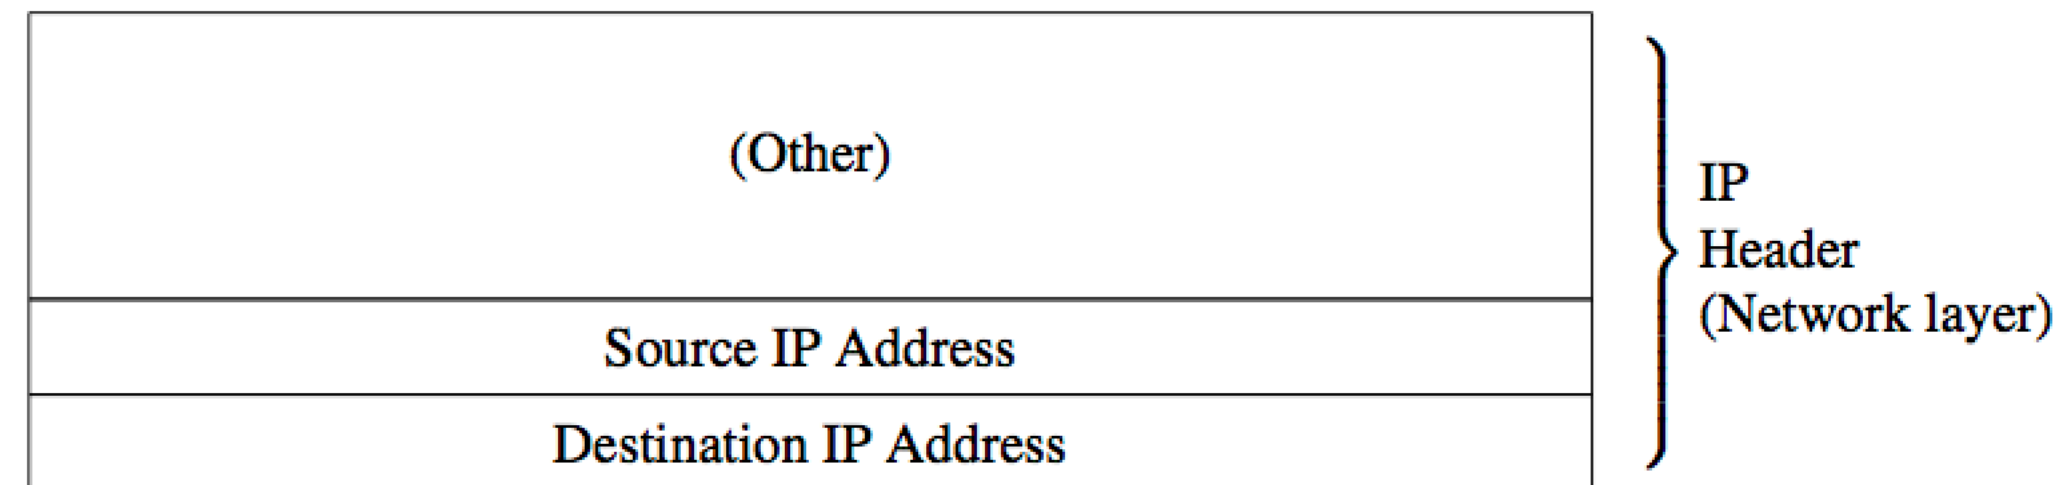 (Other)
Source IP Address
Destination IP Address
IP
Header
(Network layer)